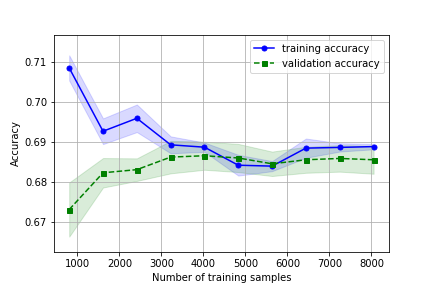 training accuracy
validation accuracy
0.71
0.70
0.69
0.68
0.67
Accuracy
1000 2000 3000 4000 5000 6000 7000 8000
Number of training samples